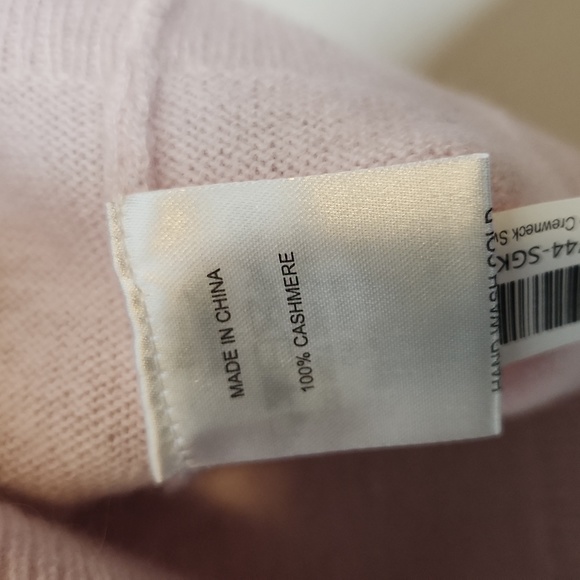 MADE IN CHINA
100% CASHMERE
Crewneck
44-SGK